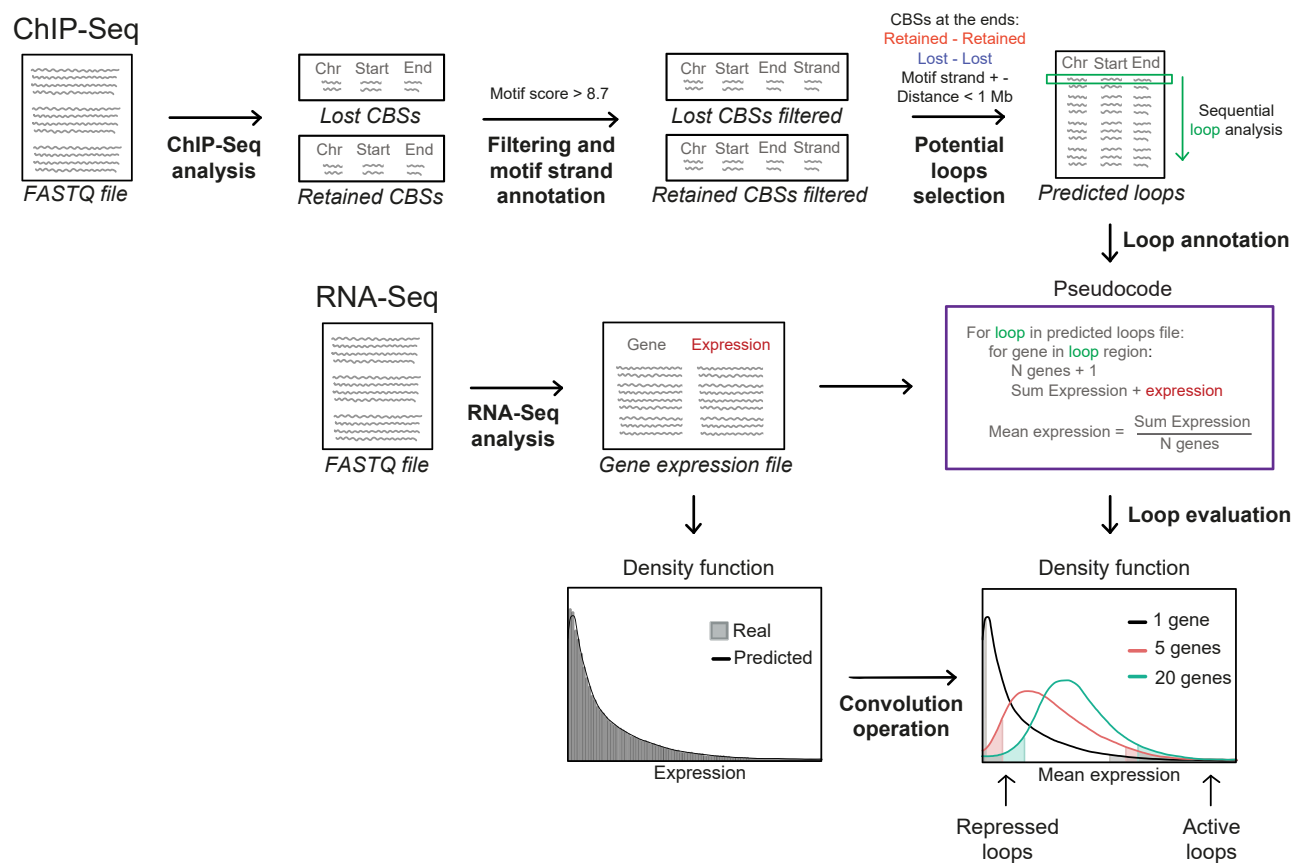 ChIP-Seq
FASTQ file
ChIP-Seq
analysis
Chr Start End
Lost CBSs
Chr Start End
Retained CBSs
Motif score > 8.7
Filtering and
motif strand
annotation
Chr Start End Strand
Lost CBSs filtered
Chr Start End Strand
Retained CBSs filtered
CBSs at the ends:
Retained - Retained
Lost - Lost
Motif strand + -
Distance < 1 Mb
Potential
loops
selection
Chr Start End
Predicted loops
Sequential
loop analysis
Loop annotation
RNA-Seq
FASTQ file
RNA-Seq
analysis
Gene Expression
Gene expression file
Pseudocode
For loop in predicted loops file:
for gene in loop region:
N genes + 1
Sum Expression + expression
Mean expression = Sum Expression
N genes
Loop evaluation
Density function
Real
Predicted
Expression
Convolution
operation
Density function
1 gene
5 genes
20 genes
Mean expression
Repressed
loops
Active
loops